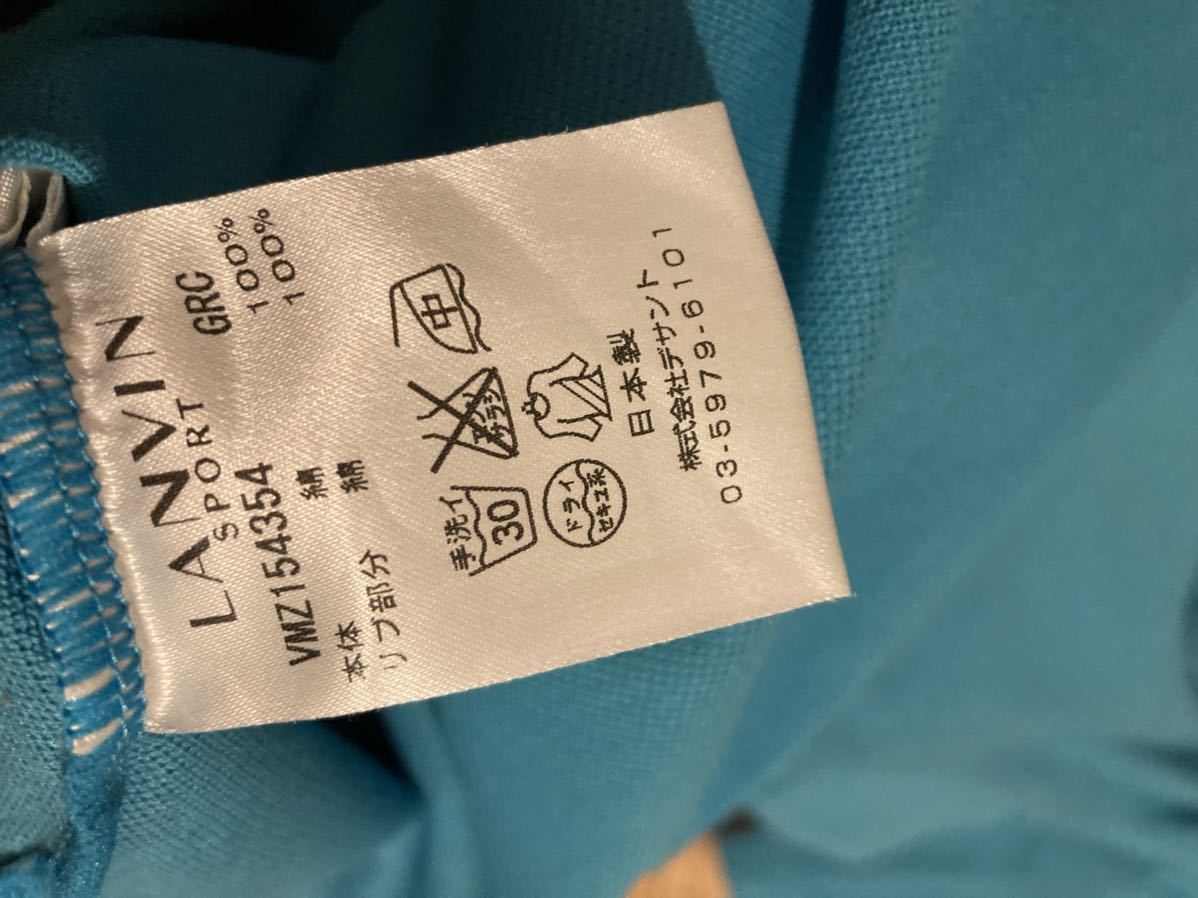 LANVIN
SPORT
VMZ154354 GRC
本体 綿 100%
リブ部分 綿 100%
手洗イ
30
中
ドライ
セキユ系
日本製
株式会社デサント
03-5979-6101